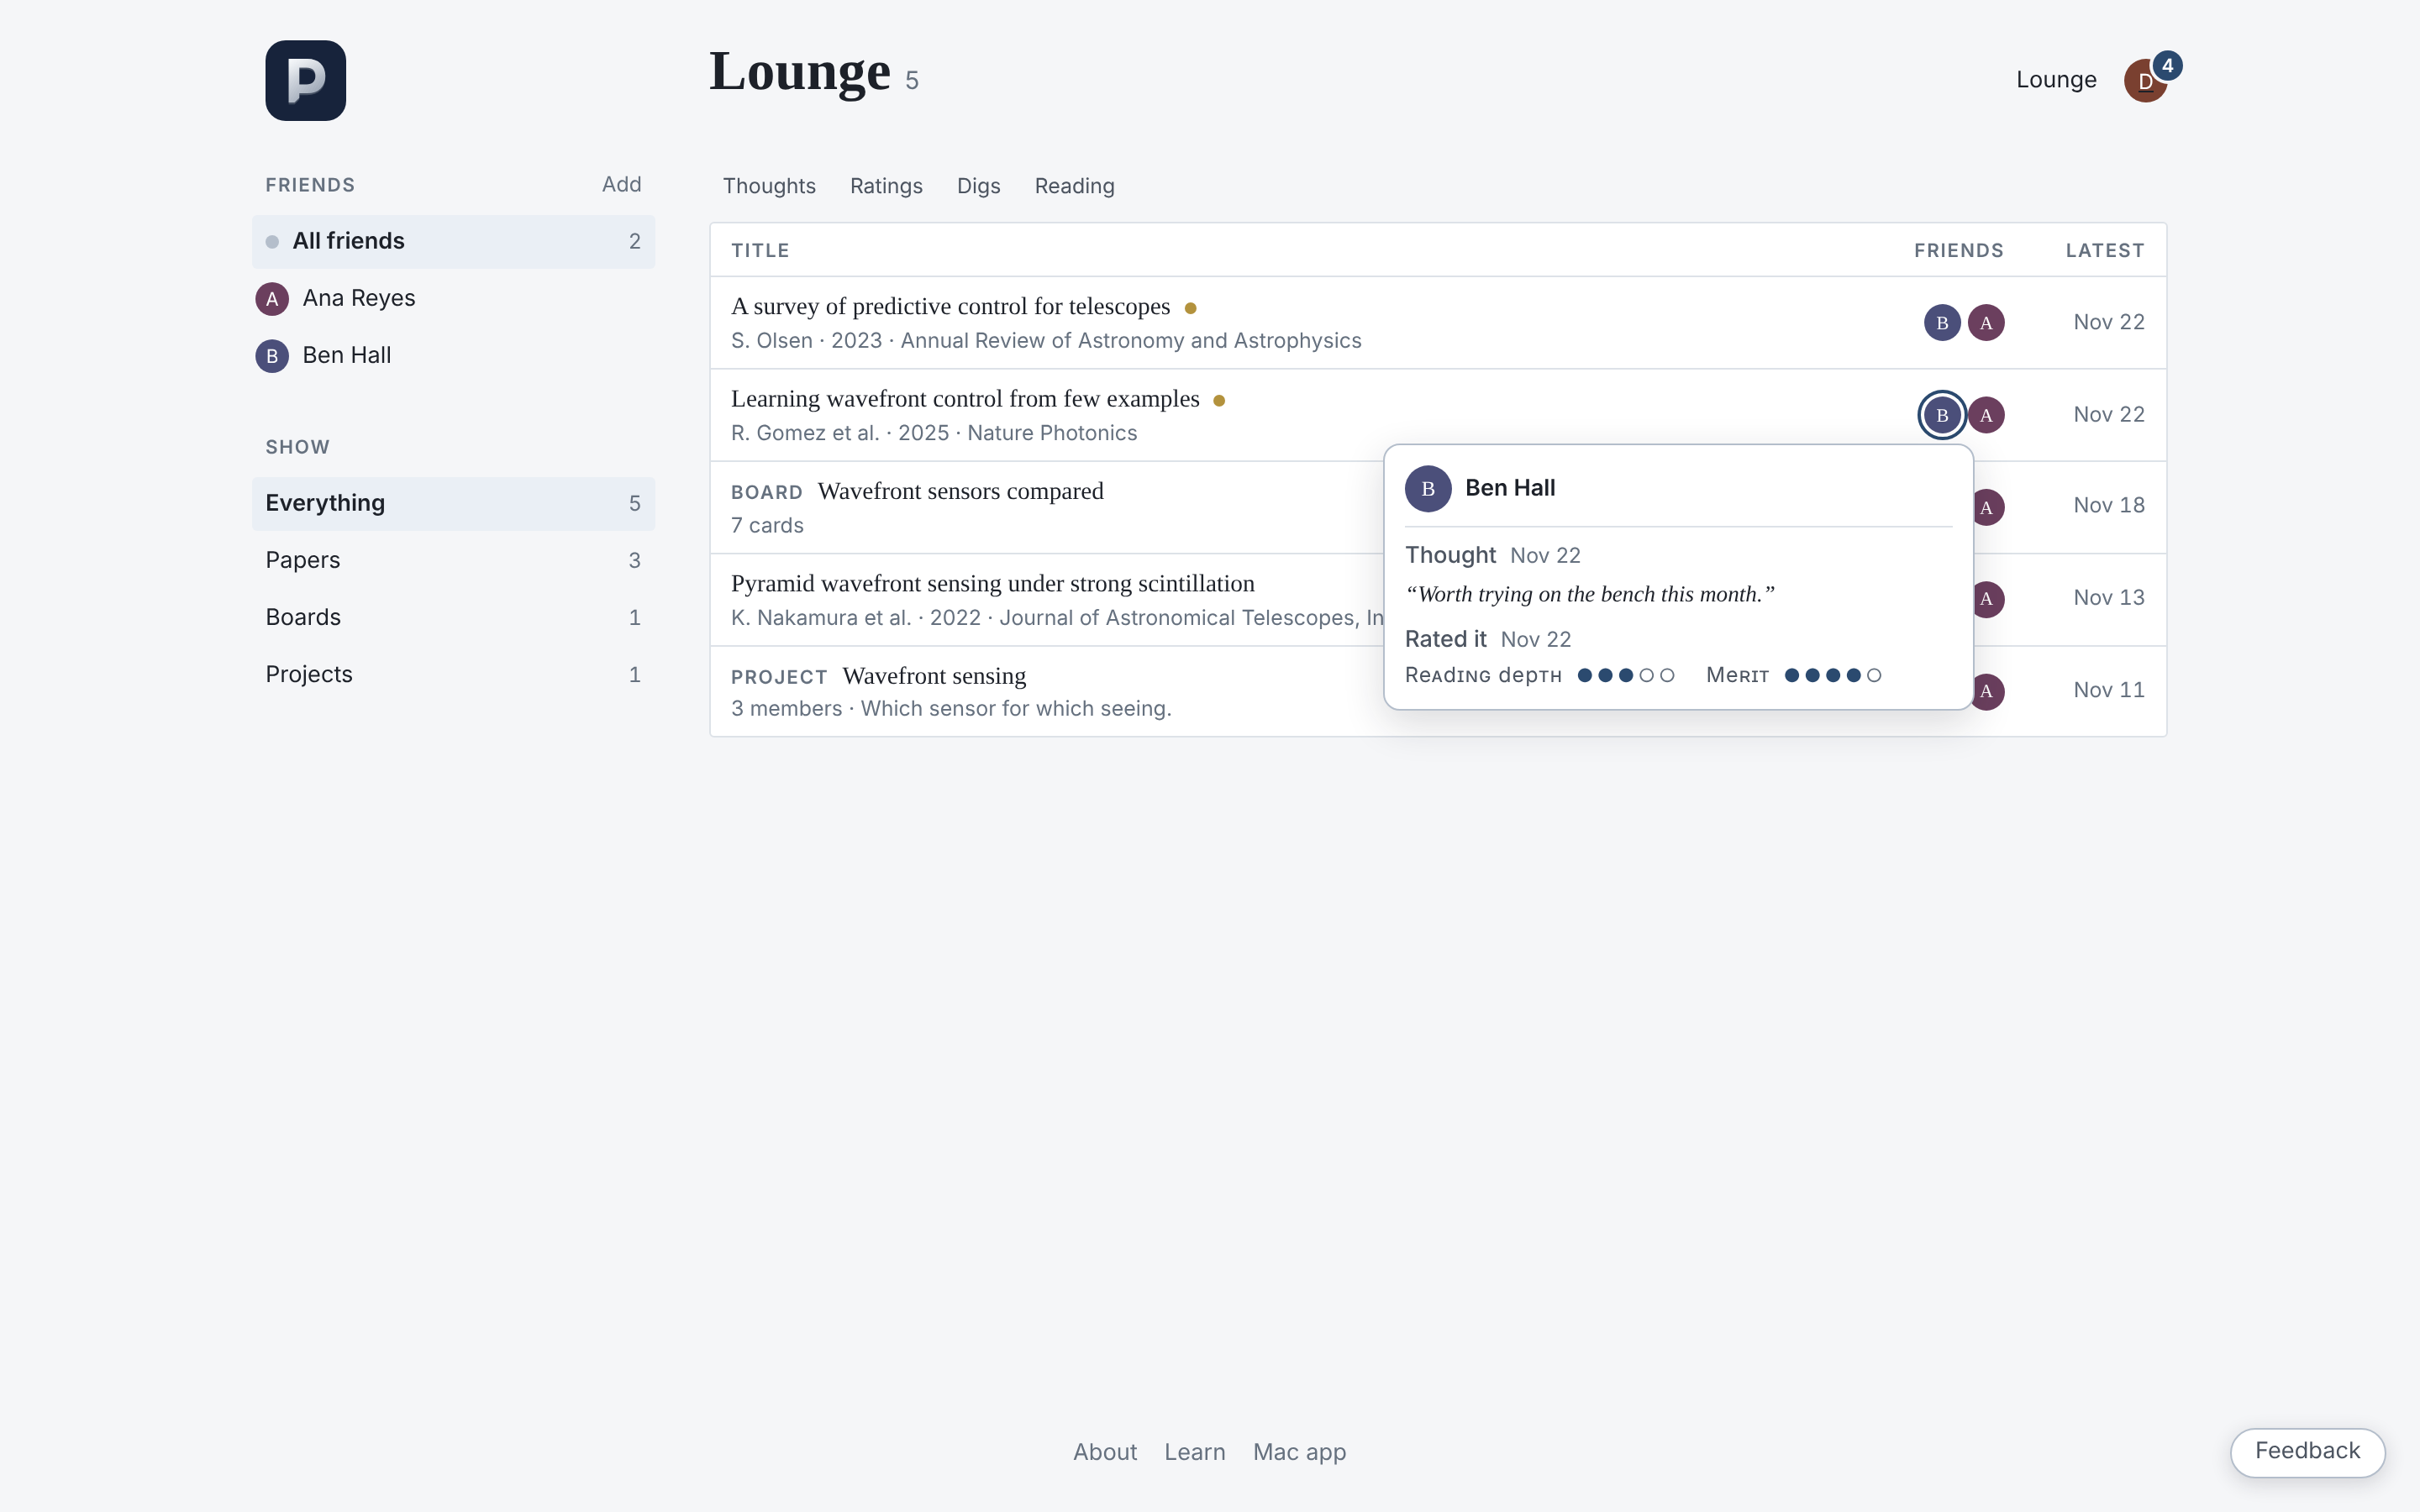 P
Lounge 5
Lounge
D
4
FRIENDS Add
All friends 2
A Ana Reyes
B Ben Hall
SHOW
Everything 5
Papers 3
Boards 1
Projects 1
Thoughts Ratings Digs Reading
TITLE FRIENDS LATEST
A survey of predictive control for telescopes
S. Olsen · 2023 · Annual Review of Astronomy and Astrophysics
B A Nov 22
Learning wavefront control from few examples
R. Gomez et al. · 2025 · Nature Photonics
B A Nov 22
BOARD Wavefront sensors compared
7 cards
A Nov 18
Pyramid wavefront sensing under strong scintillation
K. Nakamura et al. · 2022 · Journal of Astronomical Telescopes, In
A Nov 13
PROJECT Wavefront sensing
3 members · Which sensor for which seeing.
A Nov 11
B Ben Hall
Thought Nov 22
“Worth trying on the bench this month.”
Rated it Nov 22
Reading depth Merit
About Learn Mac app
Feedback